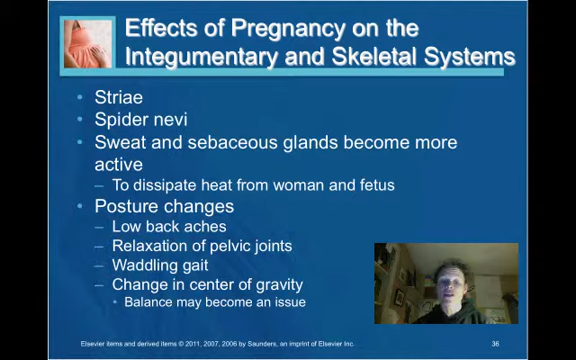 Effects of Pregnancy on the
Integumentary and Skeletal Systems
• Striae
• Spider nevi
• Sweat and sebaceous glands become more
active
– To dissipate heat from woman and fetus
• Posture changes
– Low back aches
– Relaxation of pelvic joints
– Waddling gait
– Change in center of gravity
• Balance may become an issue
Elsevier items and derived items © 2011, 2007, 2006 by Saunders, an imprint of Elsevier Inc.
36